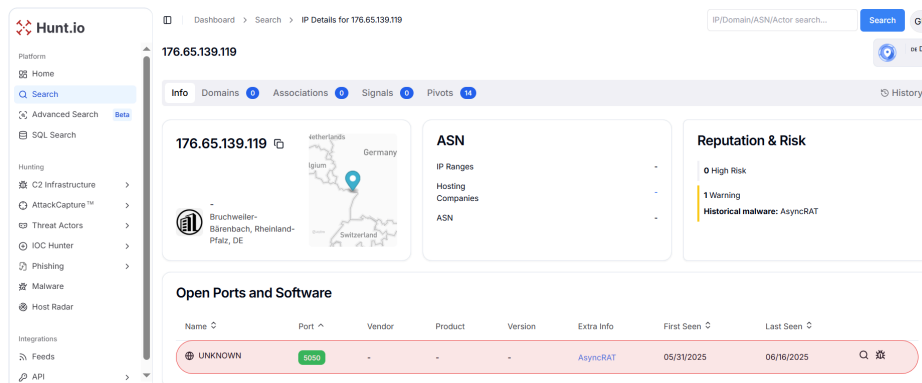 Hunt.io
Dashboard > Search > IP Details for 176.65.139.119
IP/Domain/ASN/Actor search...
Search
G
176.65.139.119
DE D
Platform
Home
Search
Advanced Search Beta
SQL Search
Hunting
C2 Infrastructure
AttackCapture™
Threat Actors
IOC Hunter
Phishing
Malware
Host Radar
Integrations
Feeds
API
Info
Domains 0
Associations 0
Signals 0
Pivots 14
History
176.65.139.119
-
Bruchweiler-
Bärenbach, Rheinland-
Pfalz, DE
etherlands
Germany
lgium
Switzerland
ASN
IP Ranges -
Hosting
Companies -
ASN -
Reputation & Risk
0 High Risk
1 Warning
Historical malware: AsyncRAT
Open Ports and Software
Name Port Vendor Product Version Extra Info First Seen Last Seen
UNKNOWN 5050 - - - AsyncRAT 05/31/2025 06/16/2025